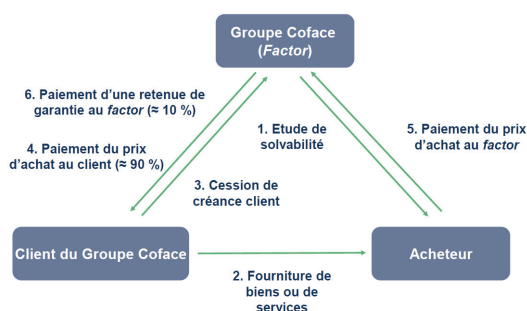 Groupe Coface
(Factor)
6. Paiement d'une retenue de
garantie au factor (≈ 10 %)
4. Paiement du prix
d'achat au client (≈ 90 %)
1. Etude de
solvabilité
5. Paiement du prix
d'achat au factor
3. Cession de
créance client
Client du Groupe Coface
Acheteur
2. Fourniture de
biens ou de
services